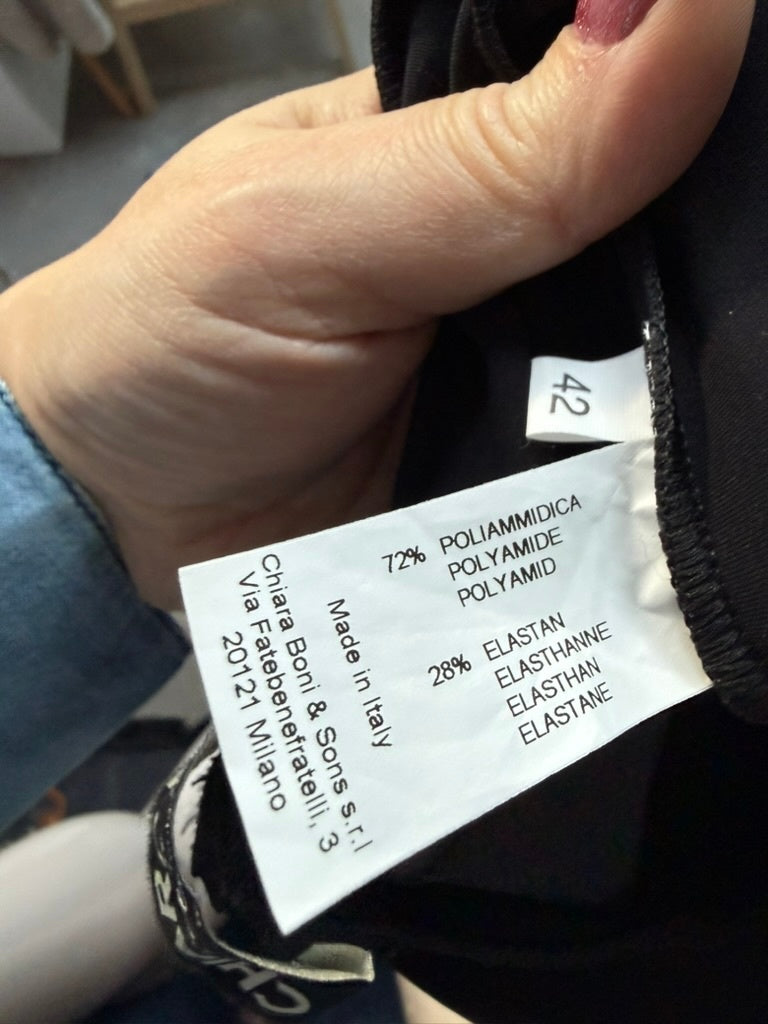 42
72% POLIAMMIDICA
POLYAMIDE
POLYAMID
28% ELASTAN
ELASTHANNE
ELASTHAN
ELASTANE
Made in Italy
Chiara Boni & Sons s.r.l
Via Fatebenefratelli, 3
20121 Milano